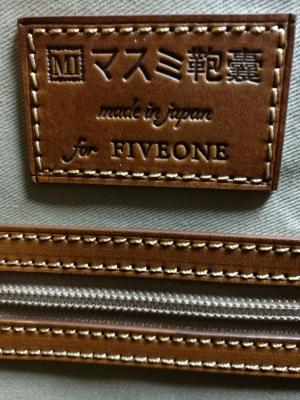 M マスミ鞄嚢
made in japan
for FIVEONE